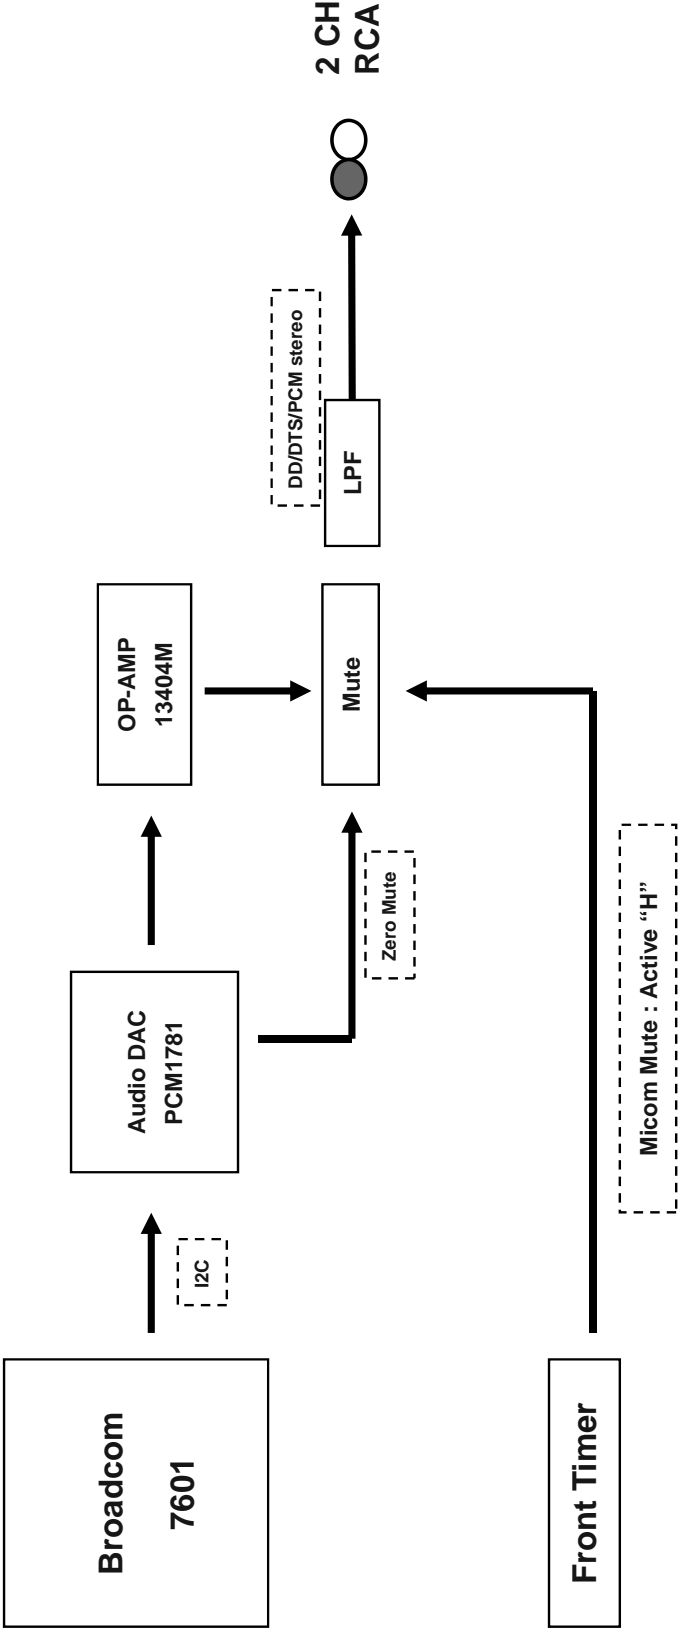 Broadcom
7601
I2C
Audio DAC
PCM1781
OP-AMP
13404M
Zero Mute
Mute
LPF
DD/DTS/PCM stereo
2 CH
RCA
Front Timer
Micom Mute : Active “H”